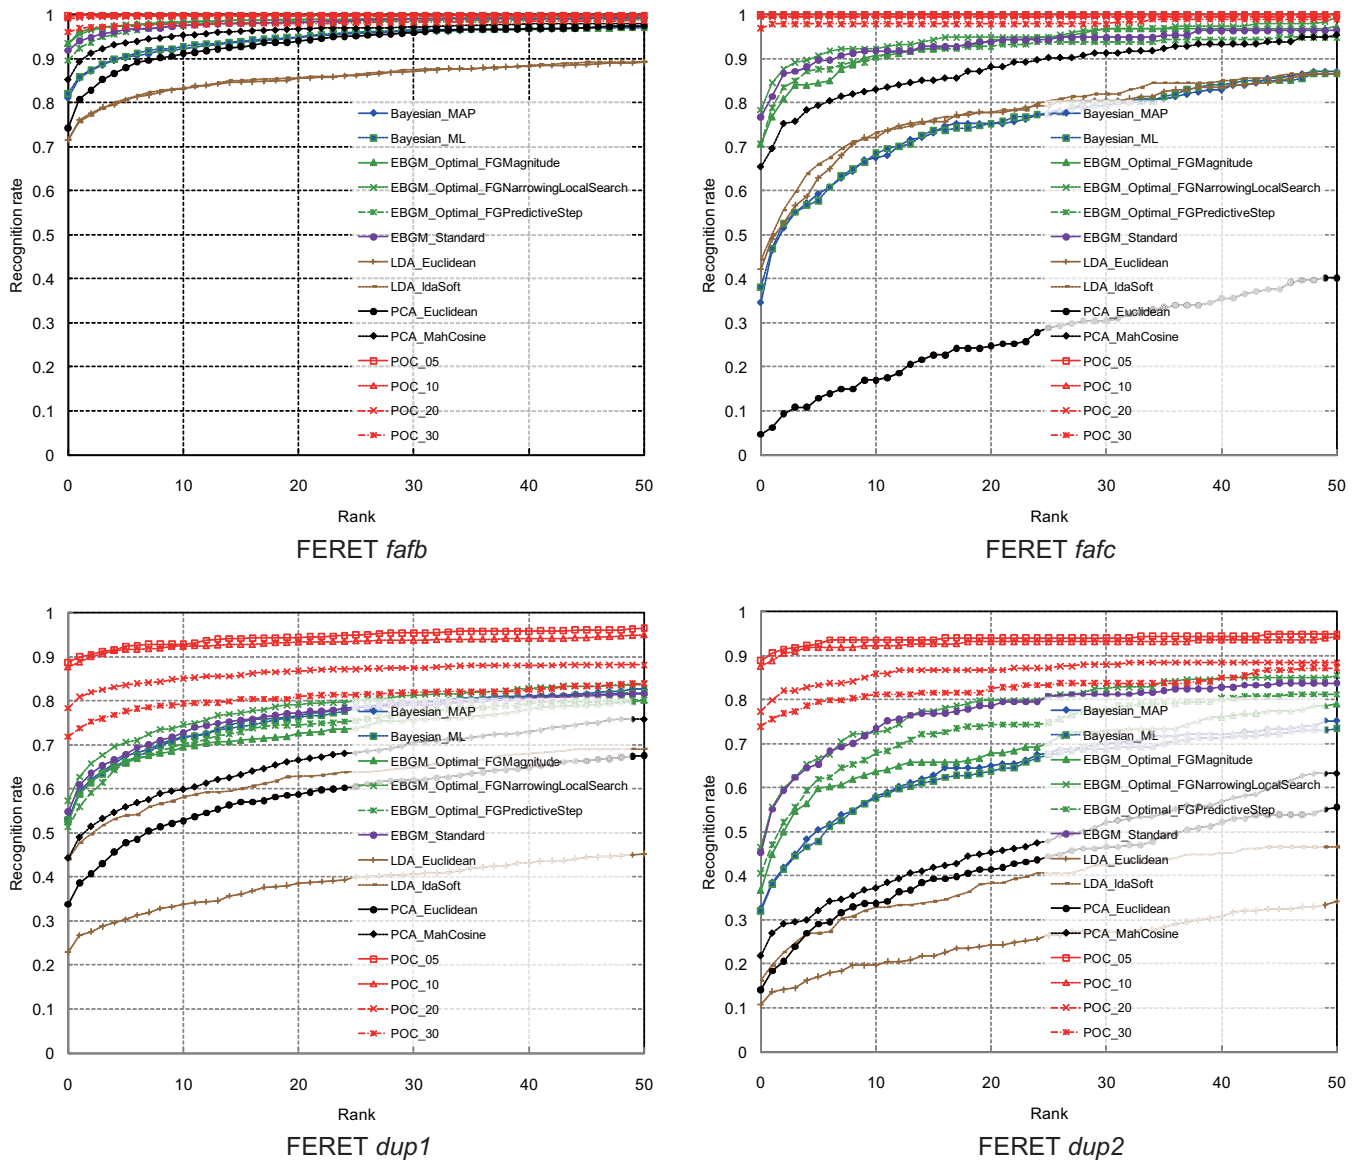 1
0.9
0.8
0.7
0.6
0.5
0.4
0.3
0.2
0.1
0
Recognition rate
0 10 20 30 40 50
Rank
Bayesian_MAP
Bayesian_ML
EBGM_Optimal_FGMagnitude
EBGM_Optimal_FGNarrowingLocalSearch
EBGM_Optimal_FGPredictiveStep
EBGM_Standard
LDA_Euclidean
LDA_ldaSoft
PCA_Euclidean
PCA_MahCosine
POC_05
POC_10
POC_20
POC_30
FERET fafb
1
0.9
0.8
0.7
0.6
0.5
0.4
0.3
0.2
0.1
0
Recognition rate
0 10 20 30 40 50
Rank
Bayesian_MAP
Bayesian_ML
EBGM_Optimal_FGMagnitude
EBGM_Optimal_FGNarrowingLocalSearch
EBGM_Optimal_FGPredictiveStep
EBGM_Standard
LDA_Euclidean
LDA_ldaSoft
PCA_Euclidean
PCA_MahCosine
POC_05
POC_10
POC_20
POC_30
FERET fafc
1
0.9
0.8
0.7
0.6
0.5
0.4
0.3
0.2
0.1
0
Recognition rate
0 10 20 30 40 50
Rank
Bayesian_MAP
Bayesian_ML
EBGM_Optimal_FGMagnitude
EBGM_Optimal_FGNarrowingLocalSearch
EBGM_Optimal_FGPredictiveStep
EBGM_Standard
LDA_Euclidean
LDA_ldaSoft
PCA_Euclidean
PCA_MahCosine
POC_05
POC_10
POC_20
POC_30
FERET dup1
1
0.9
0.8
0.7
0.6
0.5
0.4
0.3
0.2
0.1
0
Recognition rate
0 10 20 30 40 50
Rank
Bayesian_MAP
Bayesian_ML
EBGM_Optimal_FGMagnitude
EBGM_Optimal_FGNarrowingLocalSearch
EBGM_Optimal_FGPredictiveStep
EBGM_Standard
LDA_Euclidean
LDA_ldaSoft
PCA_Euclidean
PCA_MahCosine
POC_05
POC_10
POC_20
POC_30
FERET dup2